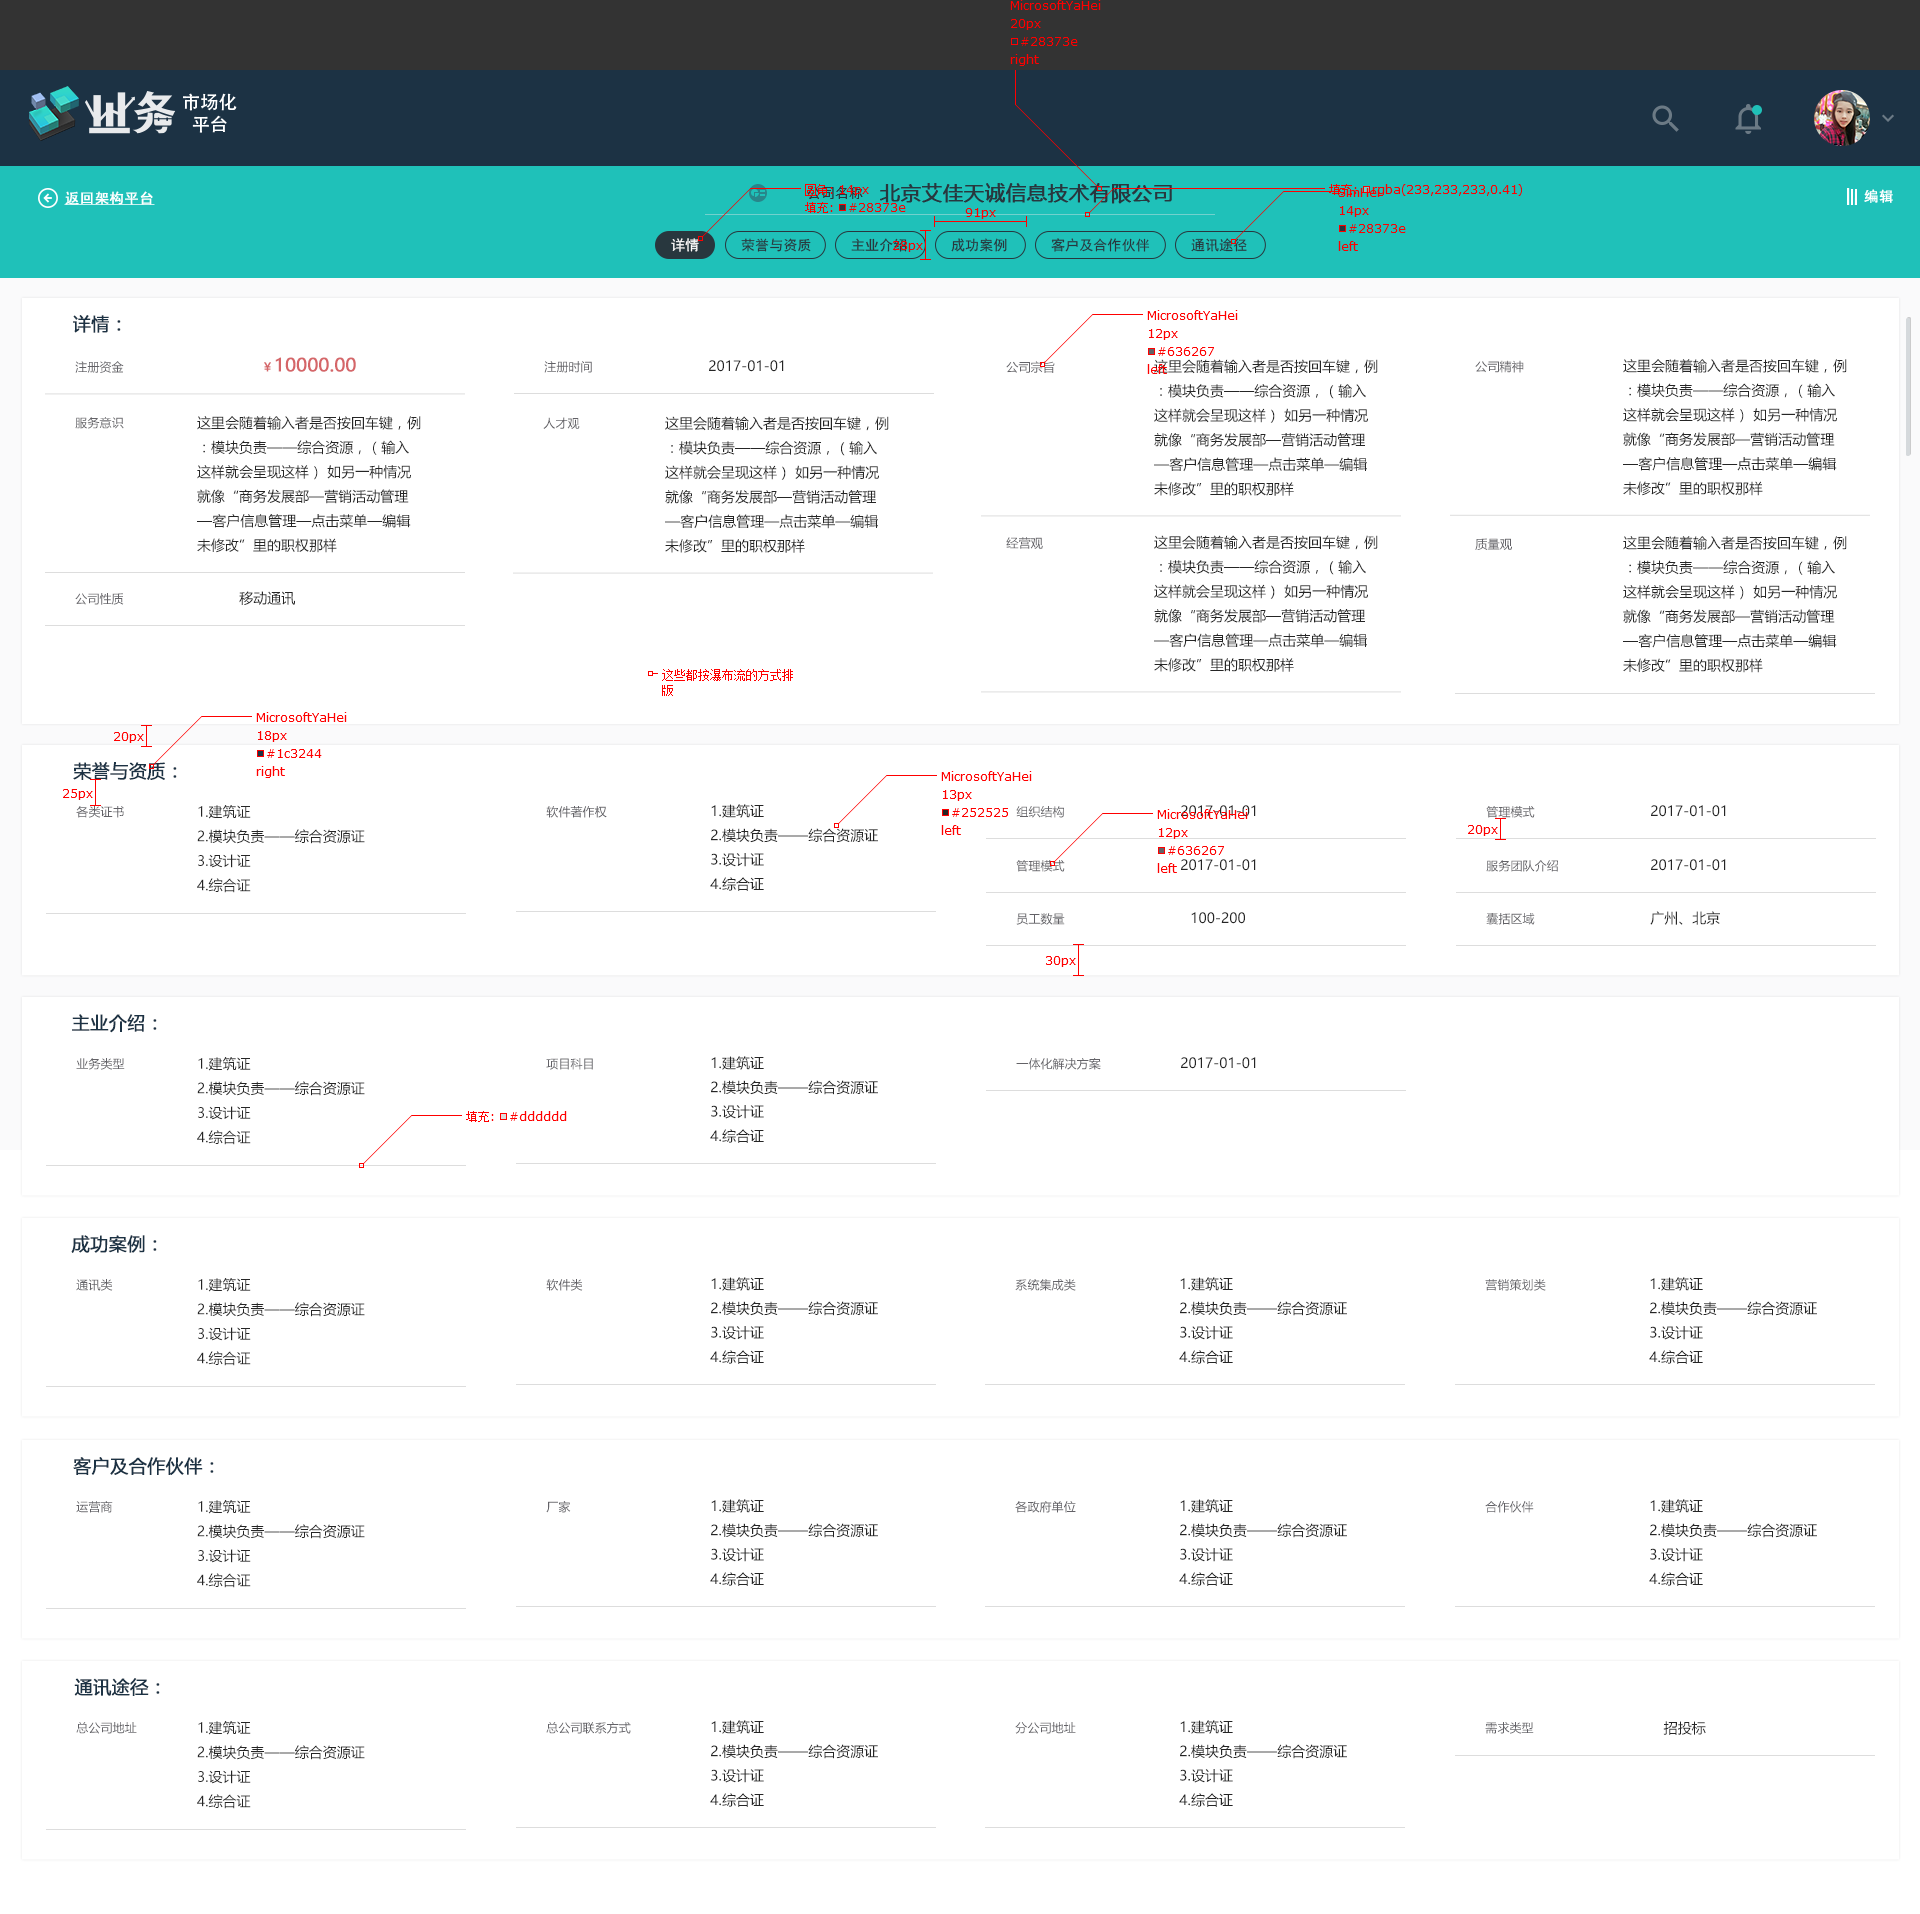 MicrosoftYaHei
20px
#28373e
right
业务 市场化
平台
返回架构平台
公司名称 北京艾佳天诚信息技术有限公司
填充: #28373e
填充: rgba(233,233,233,0.41)
SimHei
14px
#28373e
left
编辑
91px
详情 荣誉与资质 主业介绍 成功案例 客户及合作伙伴 通讯途径
详情：
MicrosoftYaHei
12px
#636267
left
注册资金 ¥10000.00
注册时间 2017-01-01
公司宗旨 这里会随着输入者是否按回车键，例
：模块负责——综合资源，（输入
这样就会呈现这样 ）如另一种情况
就像“商务发展部—营销活动管理
—客户信息管理—点击菜单—编辑
未修改”里的职权那样
公司精神 这里会随着输入者是否按回车键，例
：模块负责——综合资源，（输入
这样就会呈现这样 ）如另一种情况
就像“商务发展部—营销活动管理
—客户信息管理—点击菜单—编辑
未修改”里的职权那样
服务意识 这里会随着输入者是否按回车键，例
：模块负责——综合资源，（输入
这样就会呈现这样 ）如另一种情况
就像“商务发展部—营销活动管理
—客户信息管理—点击菜单—编辑
未修改”里的职权那样
人才观 这里会随着输入者是否按回车键，例
：模块负责——综合资源，（输入
这样就会呈现这样 ）如另一种情况
就像“商务发展部—营销活动管理
—客户信息管理—点击菜单—编辑
未修改”里的职权那样
经营观 这里会随着输入者是否按回车键，例
：模块负责——综合资源，（输入
这样就会呈现这样 ）如另一种情况
就像“商务发展部—营销活动管理
—客户信息管理—点击菜单—编辑
未修改”里的职权那样
质量观 这里会随着输入者是否按回车键，例
：模块负责——综合资源，（输入
这样就会呈现这样 ）如另一种情况
就像“商务发展部—营销活动管理
—客户信息管理—点击菜单—编辑
未修改”里的职权那样
公司性质 移动通讯
这些都按瀑布流的方式排
版
20px
MicrosoftYaHei
18px
#1c3244
right
荣誉与资质：
25px
MicrosoftYaHei
13px
#252525
left
MicrosoftYaHei
12px
#636267
left
20px
各类证书 1.建筑证
2.模块负责——综合资源证
3.设计证
4.综合证
软件著作权 1.建筑证
2.模块负责——综合资源证
3.设计证
4.综合证
组织结构 2017-01-01
管理模式 2017-01-01
管理模式 2017-01-01
服务团队介绍 2017-01-01
员工数量 100-200
囊括区域 广州、北京
30px
主业介绍：
业务类型 1.建筑证
2.模块负责——综合资源证
3.设计证
4.综合证
项目科目 1.建筑证
2.模块负责——综合资源证
3.设计证
4.综合证
一体化解决方案 2017-01-01
填充: #dddddd
成功案例：
通讯类 1.建筑证
2.模块负责——综合资源证
3.设计证
4.综合证
软件类 1.建筑证
2.模块负责——综合资源证
3.设计证
4.综合证
系统集成类 1.建筑证
2.模块负责——综合资源证
3.设计证
4.综合证
营销策划类 1.建筑证
2.模块负责——综合资源证
3.设计证
4.综合证
客户及合作伙伴：
运营商 1.建筑证
2.模块负责——综合资源证
3.设计证
4.综合证
厂家 1.建筑证
2.模块负责——综合资源证
3.设计证
4.综合证
各政府单位 1.建筑证
2.模块负责——综合资源证
3.设计证
4.综合证
合作伙伴 1.建筑证
2.模块负责——综合资源证
3.设计证
4.综合证
通讯途径：
总公司地址 1.建筑证
2.模块负责——综合资源证
3.设计证
4.综合证
总公司联系方式 1.建筑证
2.模块负责——综合资源证
3.设计证
4.综合证
分公司地址 1.建筑证
2.模块负责——综合资源证
3.设计证
4.综合证
需求类型 招投标